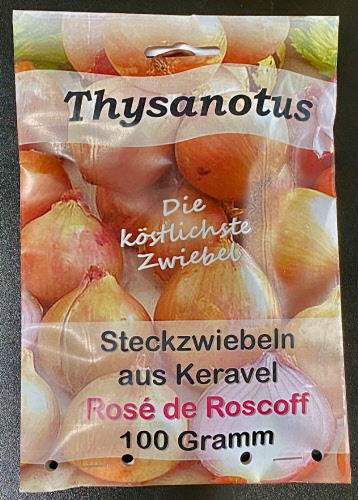 Thysanotus
Die
köstlichste
Zwiebel
Steckzwiebeln
aus Keravel
Rosé de Roscoff
100 Gramm